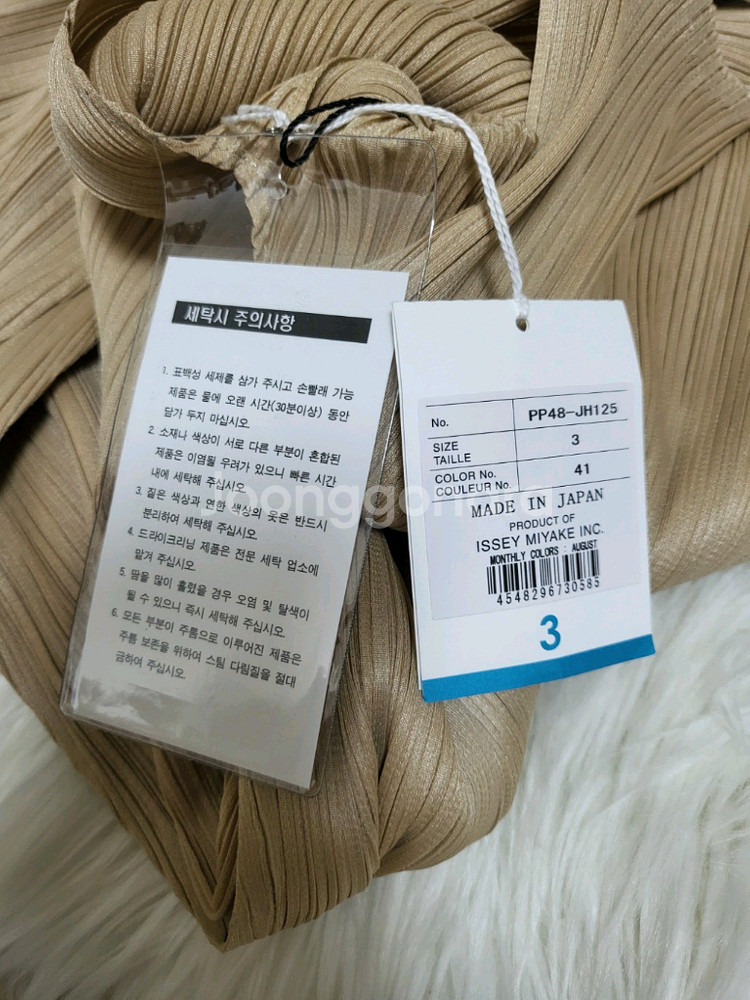 세탁시 주의사항
1. 표백성 세제를 삼가 주시고 손빨래 가능
제품은 물에 오랜 시간(30분이상) 동안
담가 두지 마십시오.
2. 소재나 색상이 서로 다른 부분이 혼합된
제품은 이염될 우려가 있으니 빠른 시간
내에 세탁해 주십시오.
3. 짙은 색상과 연한 색상의 옷은 반드시
분리하여 세탁해 주십시오.
4. 드라이크리닝 제품은 전문 세탁 업소에
맡겨 주십시오.
5. 땀을 많이 흘렸을 경우 오염 및 탈색이
될 수 있으니 즉시 세탁해 주십시오.
6. 모든 부분이 주름으로 이루어진 제품은
주름 보존을 위하여 스팀 다림질을 절대
금하여 주십시오.
No. PP48-JH125
SIZE
TAILLE 3
COLOR No.
COULEUR No. 41
MADE IN JAPAN
PRODUCT OF
ISSEY MIYAKE INC.
MONTHLY COLORS : AUGUST
4548296730585
3
joonggonara